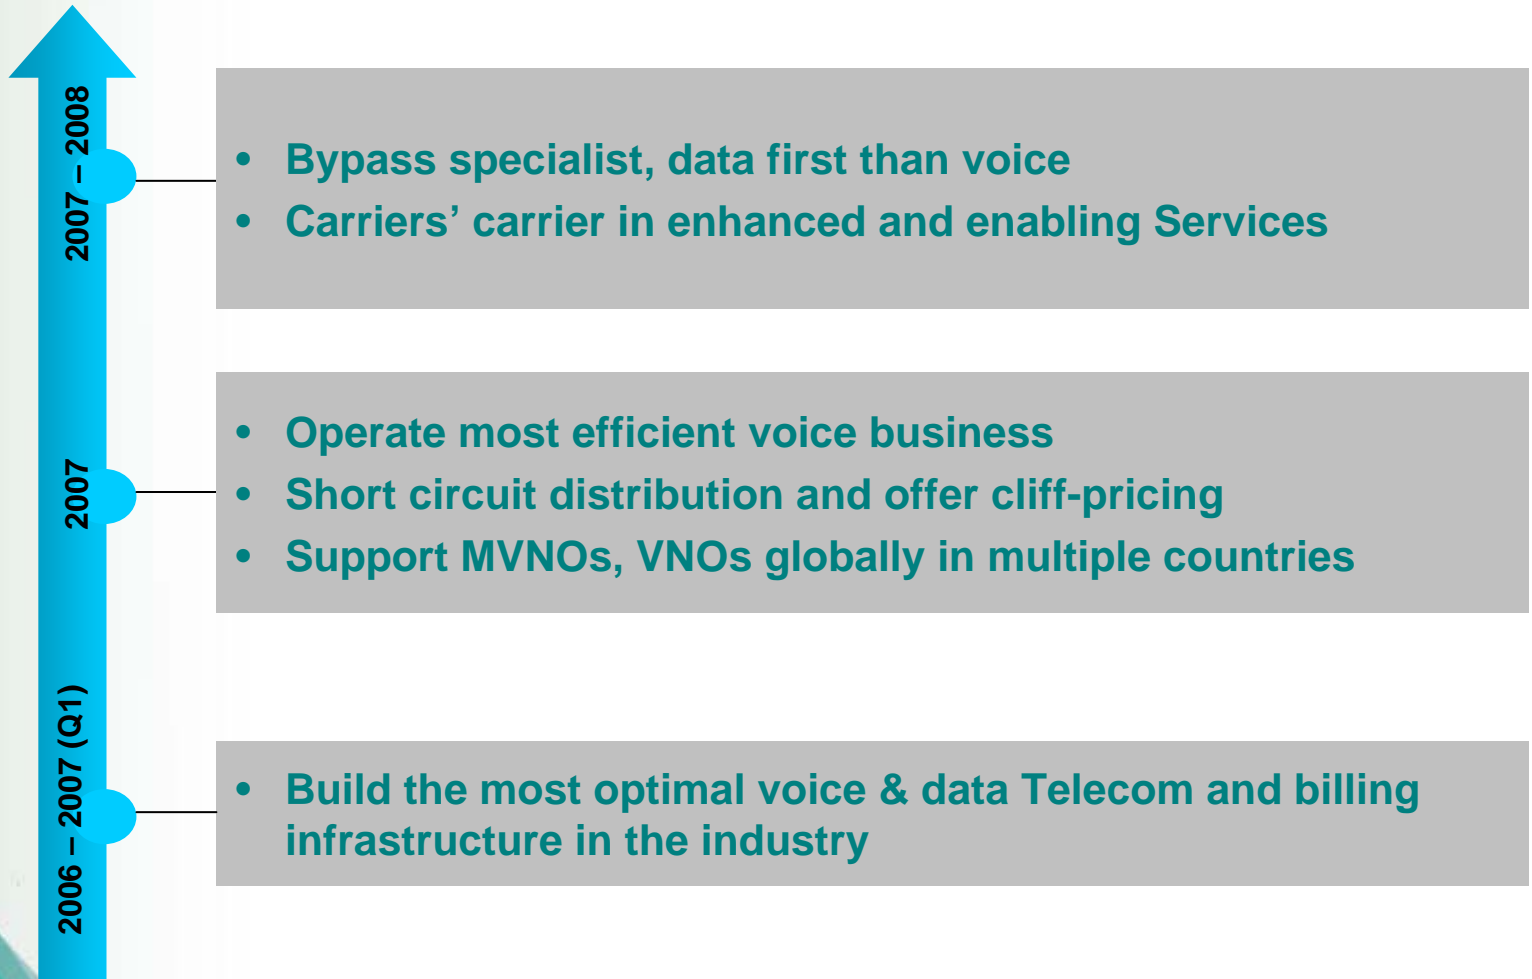 2007 – 2008
• Bypass specialist, data first than voice
• Carriers’ carrier in enhanced and enabling Services
2007
• Operate most efficient voice business
• Short circuit distribution and offer cliff-pricing
• Support MVNOs, VNOs globally in multiple countries
2006 – 2007 (Q1)
• Build the most optimal voice & data Telecom and billing
infrastructure in the industry